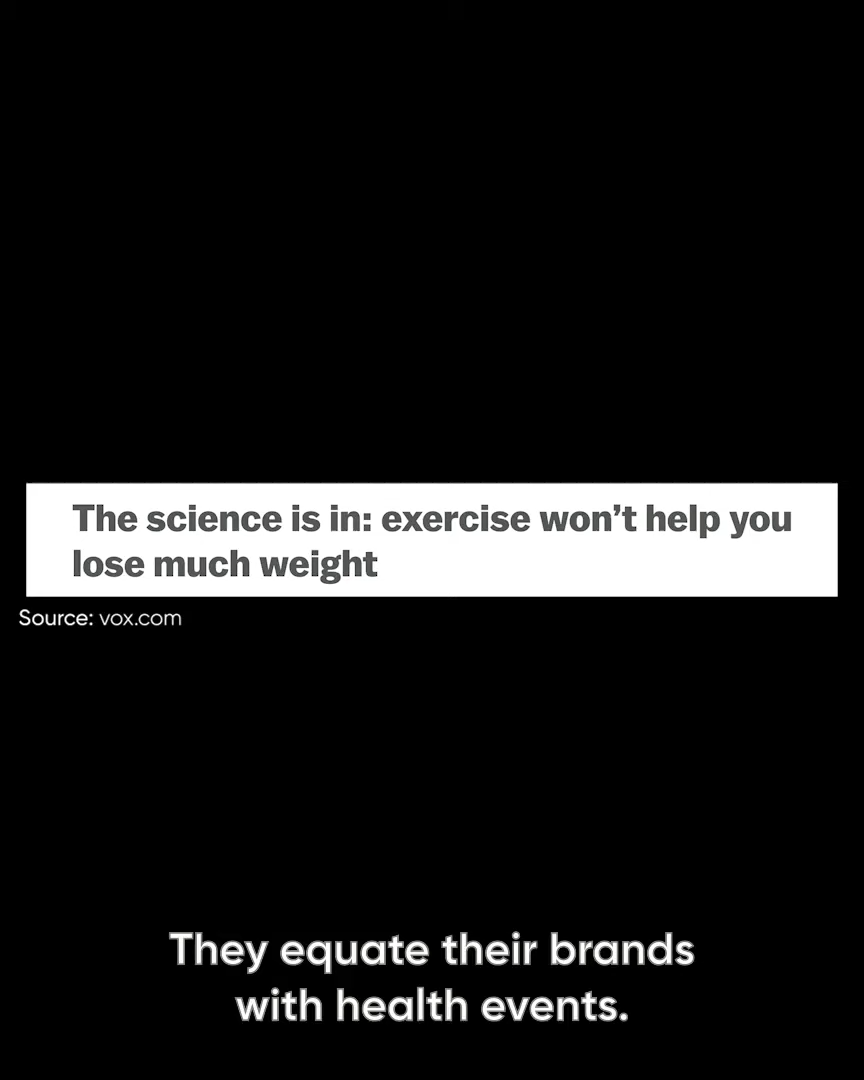 The science is in: exercise won’t help you
lose much weight
Source: vox.com
They equate their brands
with health events.